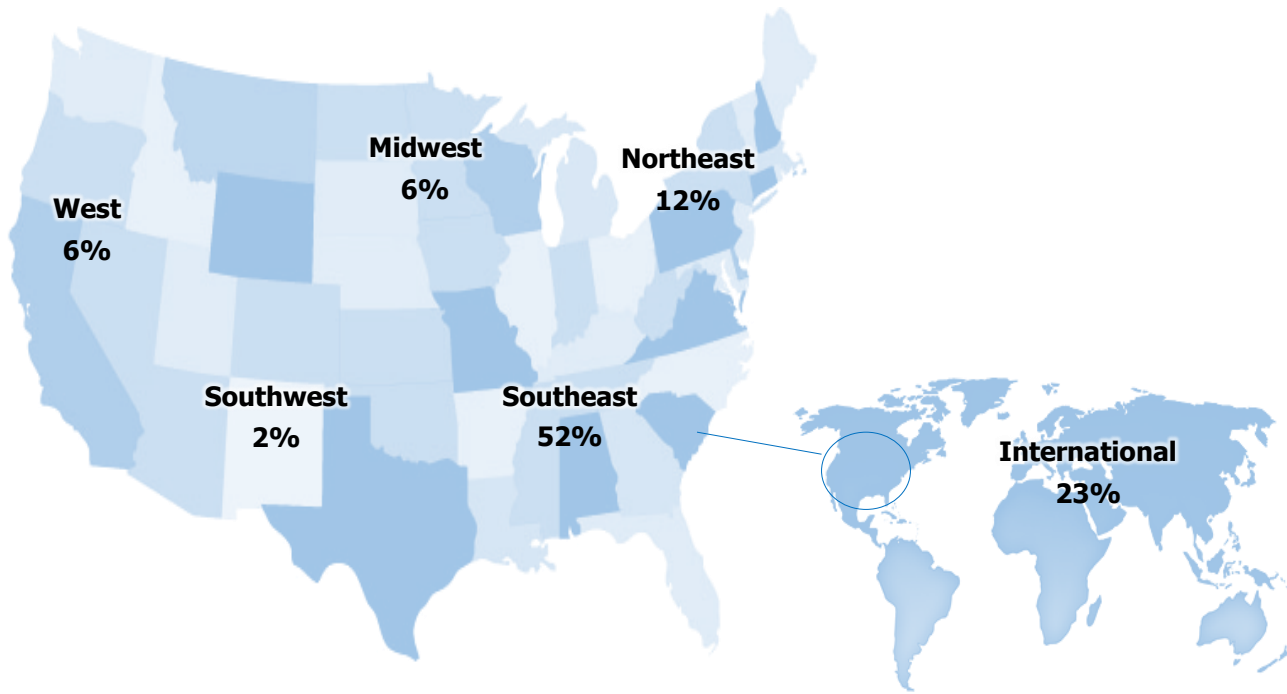 Midwest
6%
Northeast
12%
West
6%
Southwest
2%
Southeast
52%
International
23%